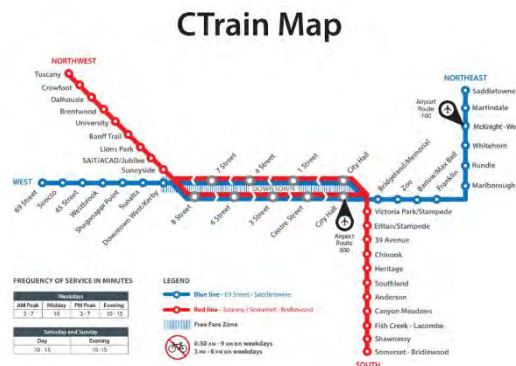 CTrain Map
NORTHWEST
Tuscany
Crowfoot
Dalhousie
Brentwood
University
Banff Trail
Lions Park
SAIT/ACAD/Jubilee
Sunnyside
WEST
69 Street
Sirocco
45 Street
Westbrook
Shaganappi Point
Sunalta
Downtown West/Kerby
7 Street
4 Street
1 Street
City Hall
DOWNTOWN
8 Street
6 Street
3 Street
Centre Street
City Hall
Airport
Route
300
Bridgeland/Memorial
Zoo
Barlow/Max Bell
Franklin
NORTHEAST
Saddletowne
Martindale
McKnight-We
Whitehorn
Rundle
Marlborough
Airport
Route
100
Victoria Park/Stampede
Erlton/Stampede
39 Avenue
Chinook
Heritage
Southland
Anderson
Canyon Meadows
Fish Creek - Lacombe
Shawnessy
Somerset - Bridlewood
SOUTH
FREQUENCY OF SERVICE IN MINUTES
Weekdays
AM Peak Midday PM Peak Evening
3 - 7 10 3 - 7 10 - 15
Saturday and Sunday
Day Evening
10 - 15 10 - 15
LEGEND
Blue line - 69 Street / Saddletowne
Red line - Tuscany / Somerset - Bridlewood
Free Fare Zone
6:30 AM - 9 AM on weekdays
3 PM - 6 PM on weekdays